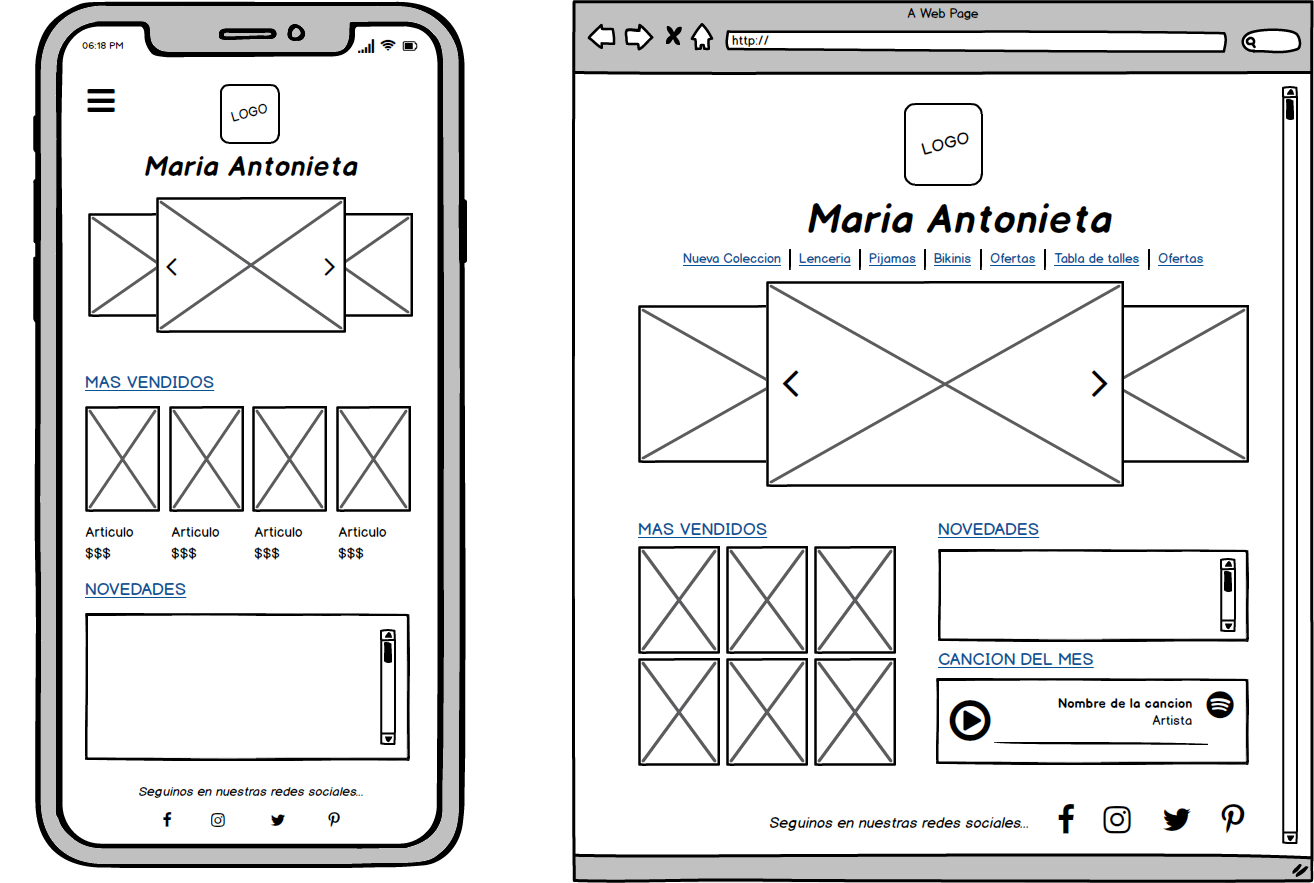 06:18 PM
LOGO
Maria Antonieta
MAS VENDIDOS
Articulo Articulo Articulo Articulo
$$$ $$$ $$$ $$$
NOVEDADES
Seguinos en nuestras redes sociales...
A Web Page
http://
LOGO
Maria Antonieta
Nueva Coleccion | Lenceria | Pijamas | Bikinis | Ofertas | Tabla de talles | Ofertas
MAS VENDIDOS
NOVEDADES
CANCION DEL MES
Nombre de la cancion
Artista
Seguinos en nuestras redes sociales...